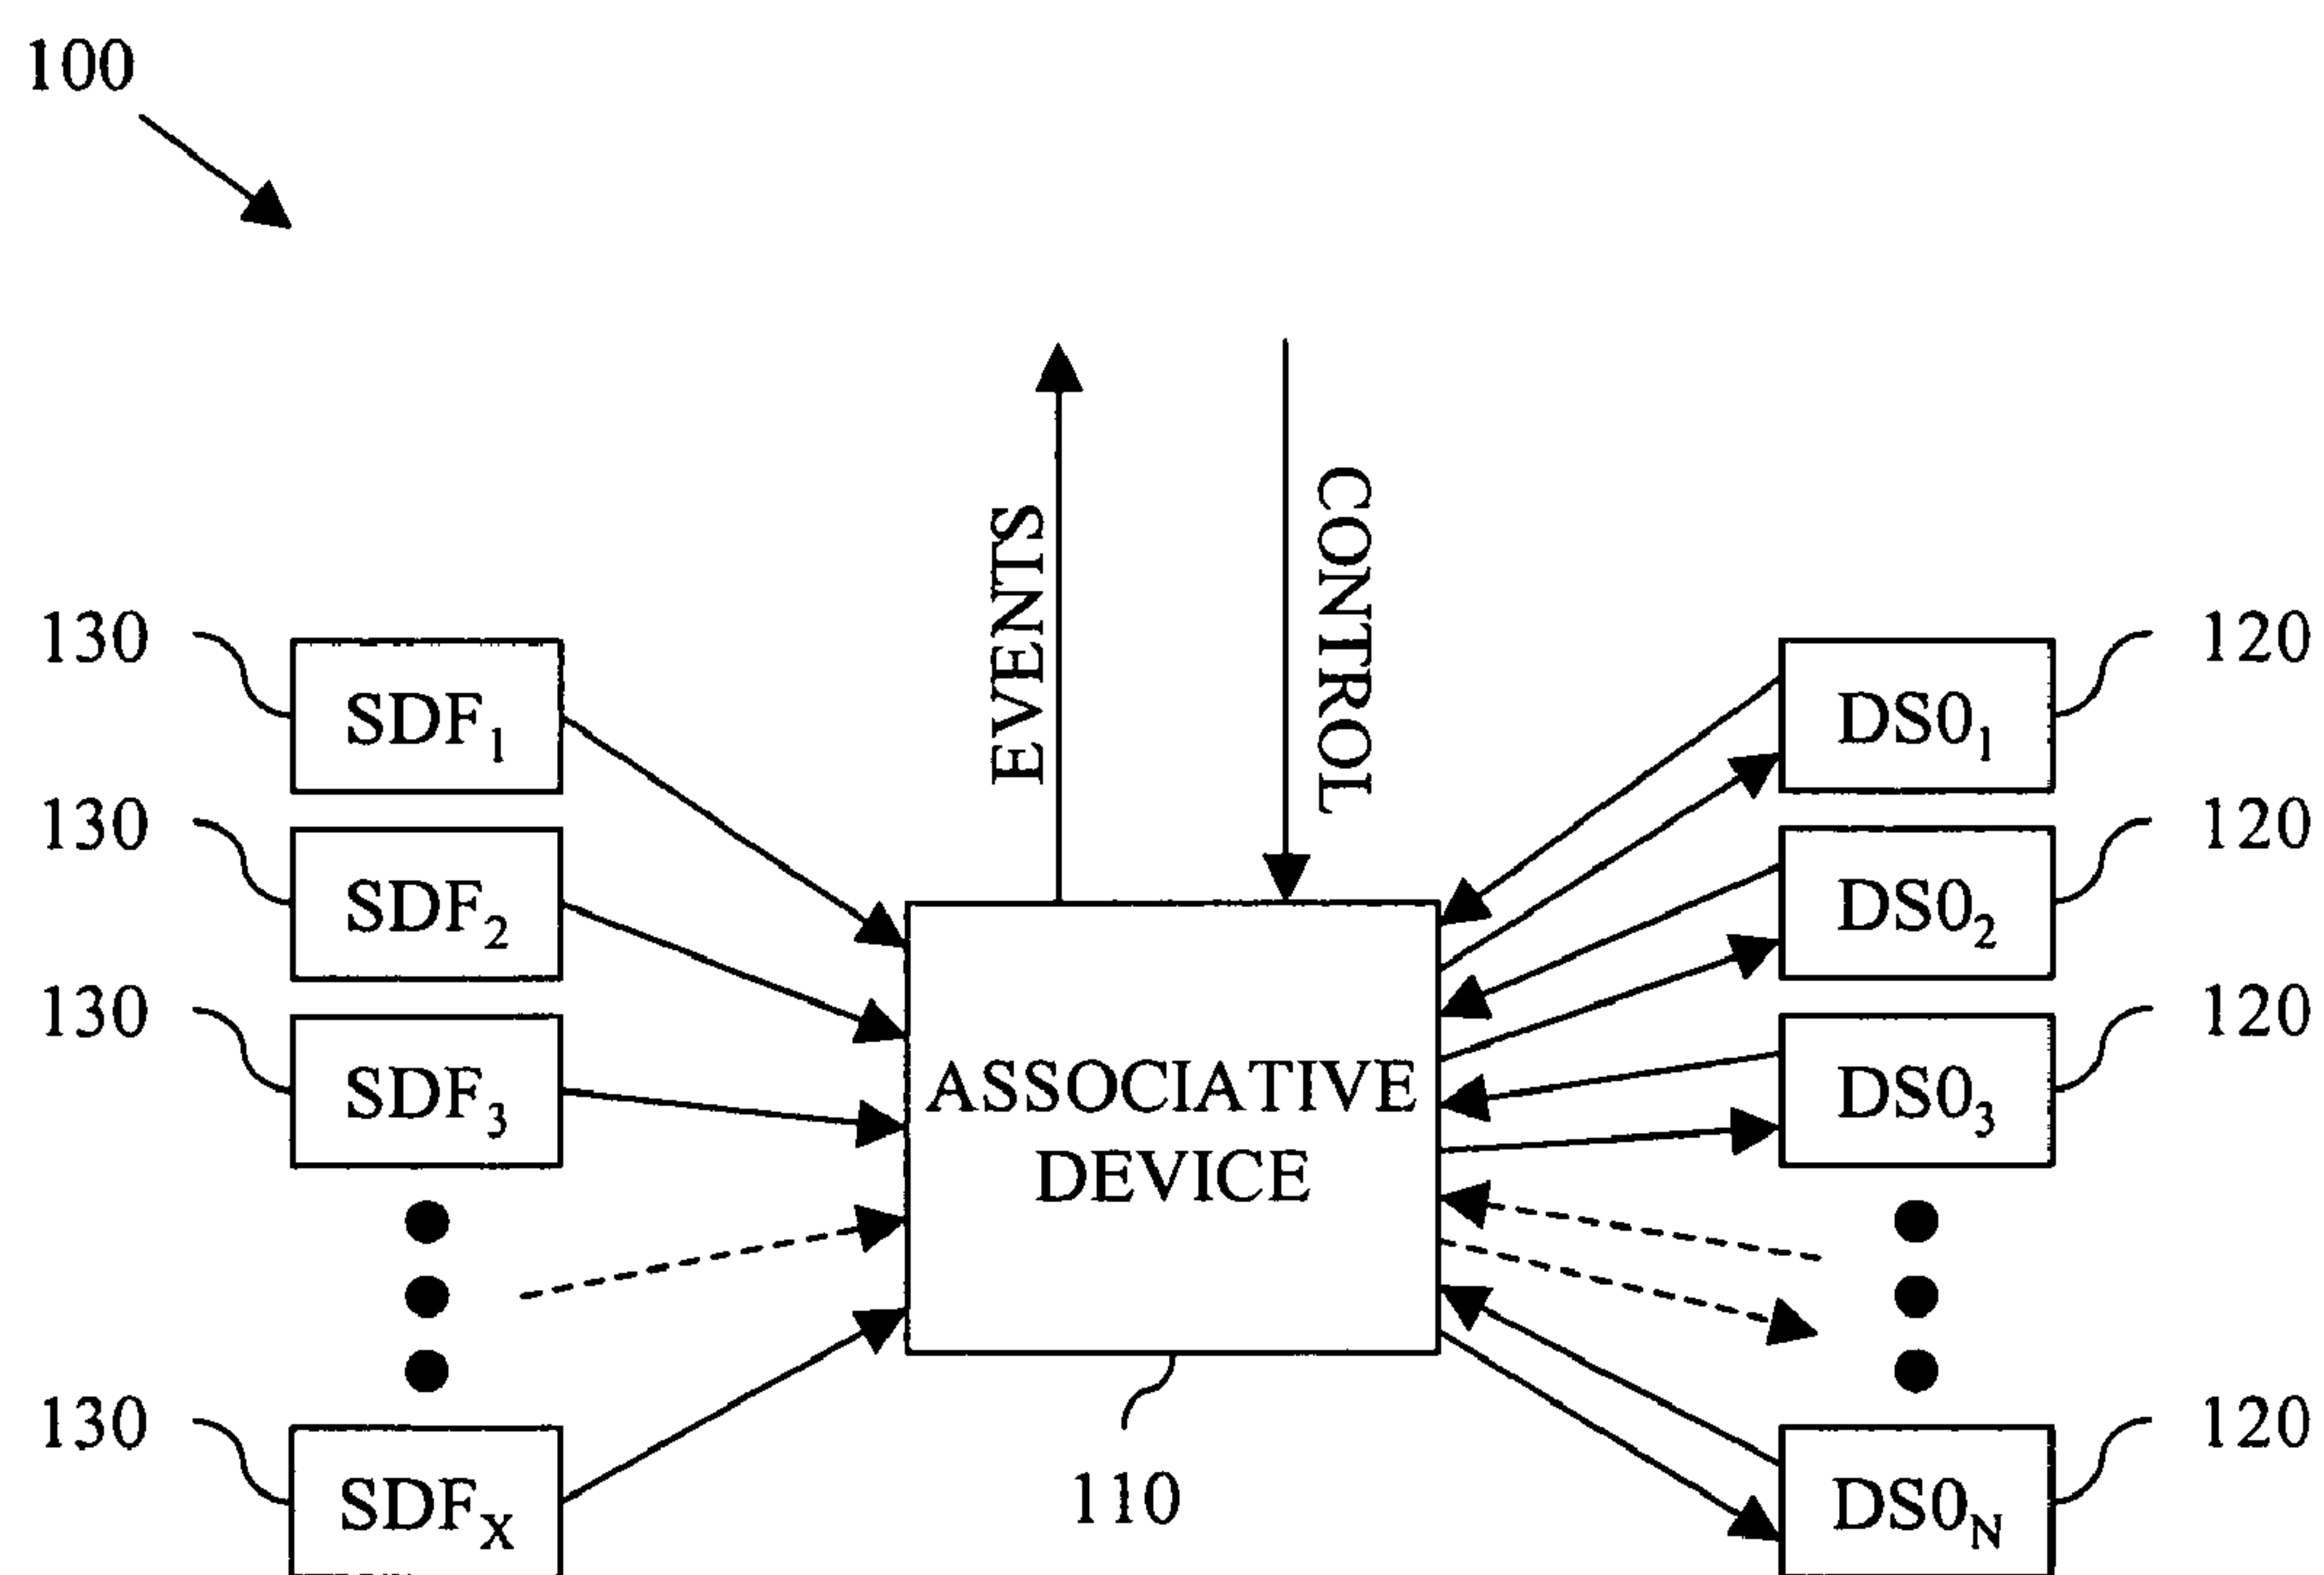 100
EVENTS
CONTROL
130
SDF1
DS01
120
130
SDF2
DS02
120
130
SDF3
DS03
120
ASSOCIATIVE
DEVICE
130
SDFX
110
DS0N
120